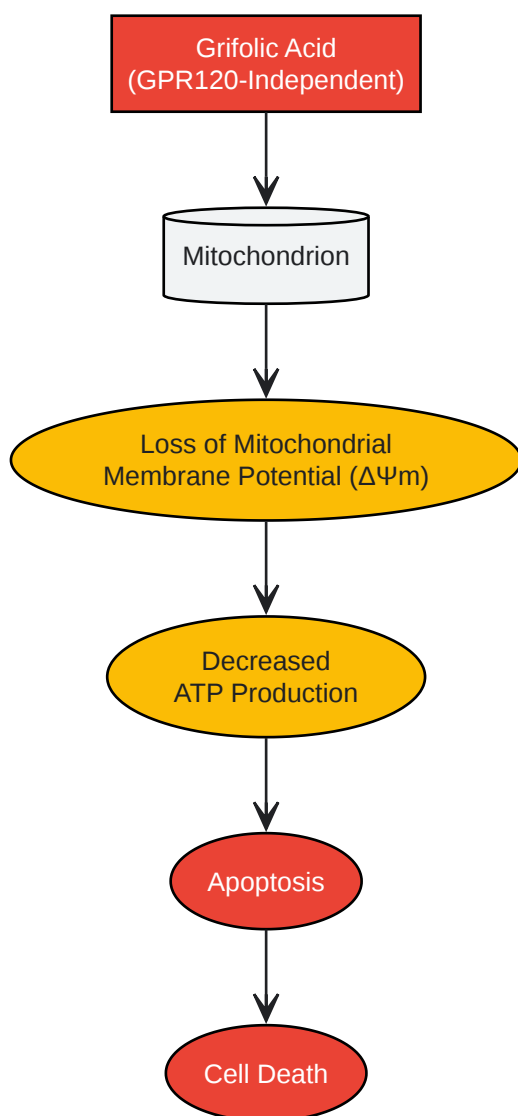 Grifolic Acid
(GPR120-Independent)
Mitochondrion
Loss of Mitochondrial
Membrane Potential (ΔΨm)
Decreased
ATP Production
Apoptosis
Cell Death